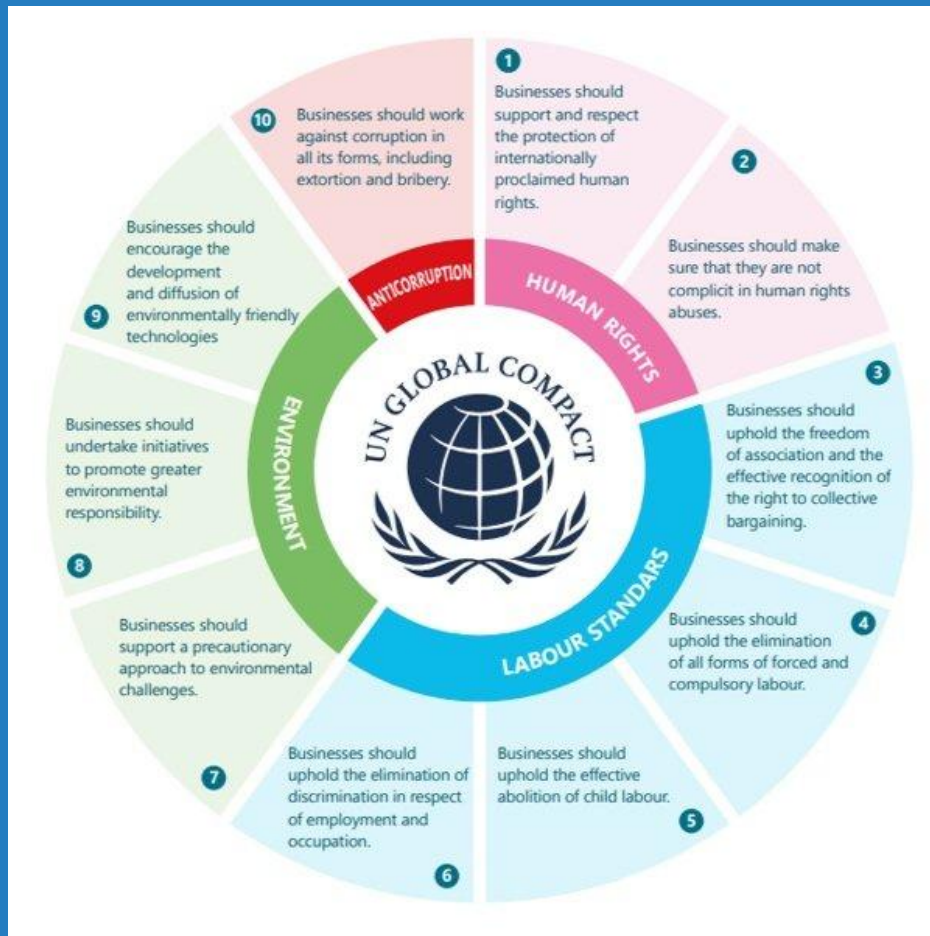 1
Businesses should
support and respect
the protection of
internationally
proclaimed human
rights.
2
Businesses should make
sure that they are not
complicit in human rights
abuses.
3
Businesses should
uphold the freedom
of association and the
effective recognition of
the right to collective
bargaining.
4
Businesses should
uphold the elimination
of all forms of forced and
compulsory labour.
5
Businesses should
uphold the effective
abolition of child labour.
6
Businesses should
uphold the elimination of
discrimination in respect
of employment and
occupation.
7
Businesses should
support a precautionary
approach to environmental
challenges.
8
Businesses should
undertake initiatives
to promote greater
environmental
responsibility.
9
Businesses should
encourage the
development
and diffusion of
environmentally friendly
technologies
10
Businesses should work
against corruption in
all its forms, including
extortion and bribery.
HUMAN RIGHTS
LABOUR STANDARS
ENVIRONMENT
ANTICORRUPTION
UN GLOBAL COMPACT